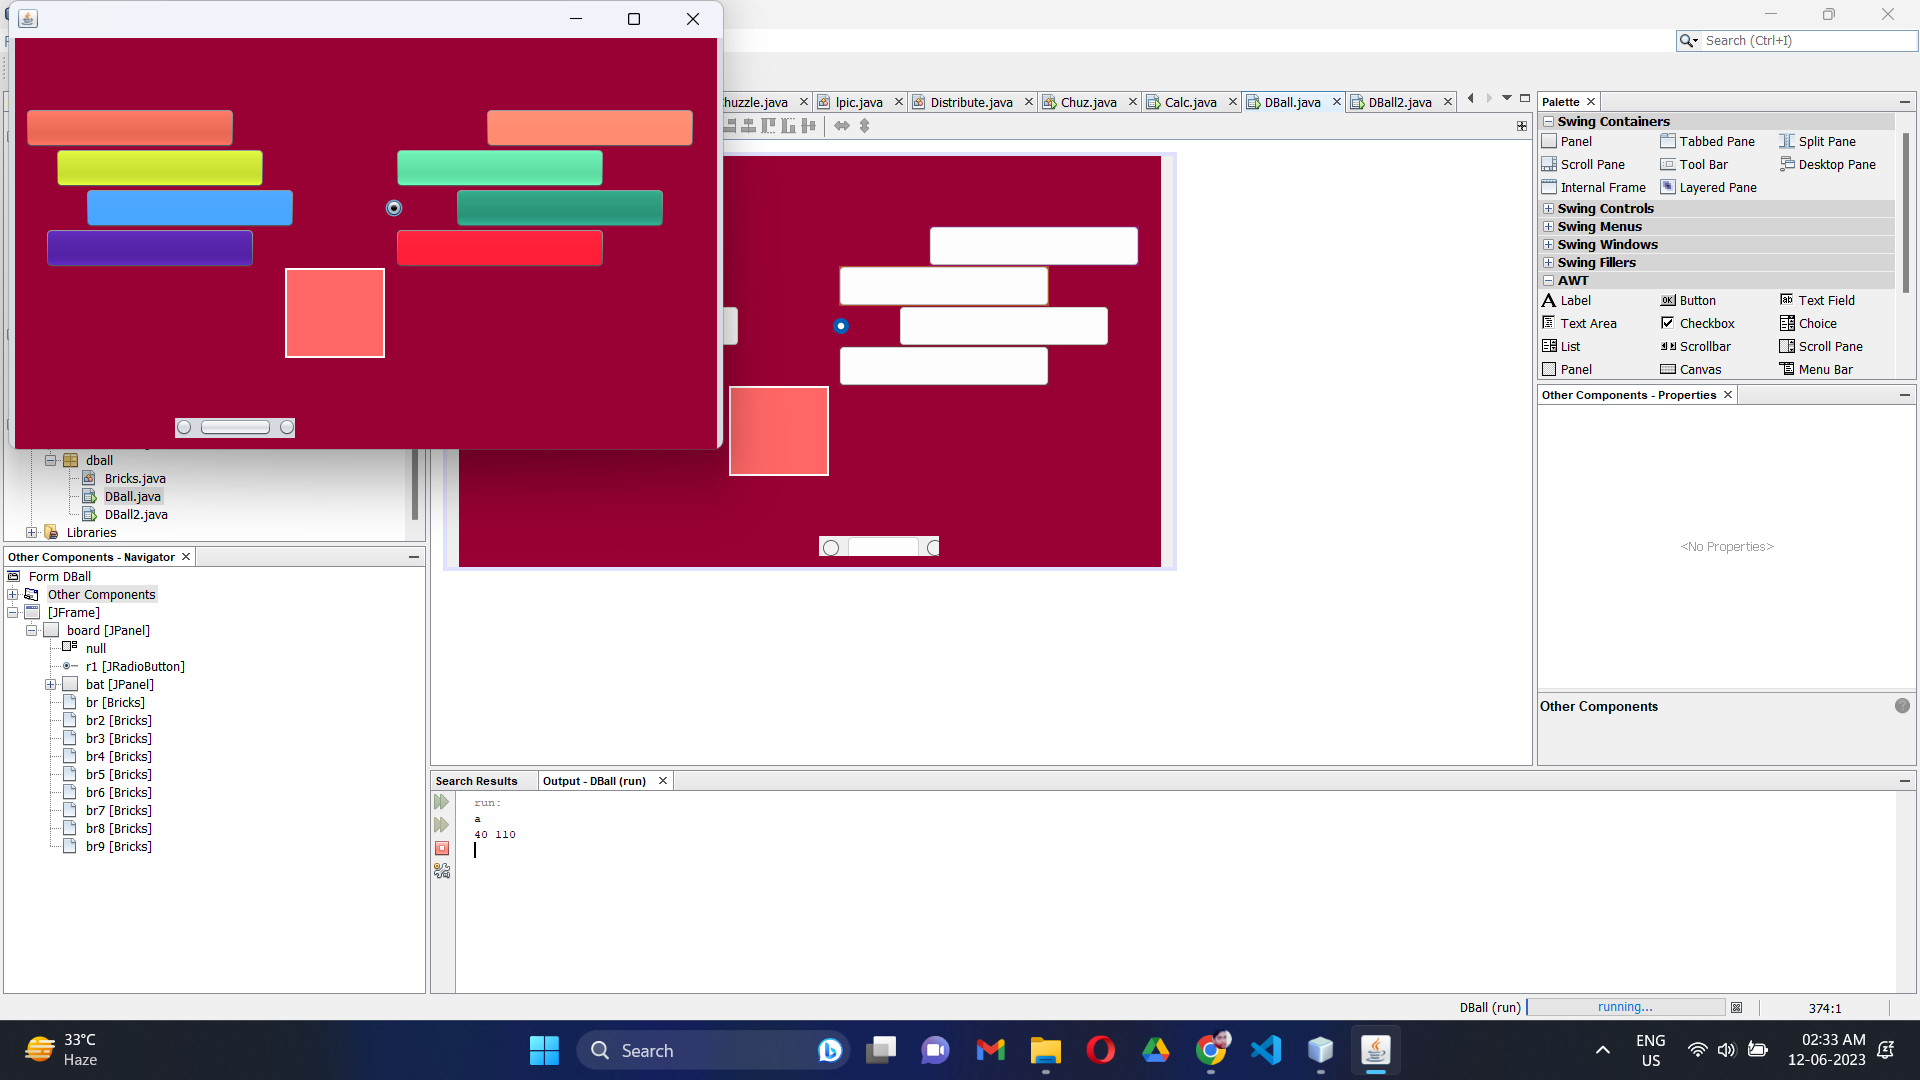 Search (Ctrl+I)
huzzle.java
Ipic.java
Distribute.java
Chuz.java
Calc.java
DBall.java
DBall2.java
Palette
Swing Containers
Panel
Tabbed Pane
Split Pane
Scroll Pane
Tool Bar
Desktop Pane
Internal Frame
Layered Pane
Swing Controls
Swing Menus
Swing Windows
Swing Fillers
AWT
Label
Button
Text Field
Text Area
Checkbox
Choice
List
Scrollbar
Scroll Pane
Panel
Canvas
Menu Bar
Other Components - Properties
<No Properties>
Other Components
dball
Bricks.java
DBall.java
DBall2.java
Libraries
Other Components - Navigator
Form DBall
Other Components
[JFrame]
board [JPanel]
null
r1 [JRadioButton]
bat [JPanel]
br [Bricks]
br2 [Bricks]
br3 [Bricks]
br4 [Bricks]
br5 [Bricks]
br6 [Bricks]
br7 [Bricks]
br8 [Bricks]
br9 [Bricks]
Search Results
Output - DBall (run)
run:
a
40 110
DBall (run)
running...
374:1
33°C
Haze
Search
ENG
US
02:33 AM
12-06-2023